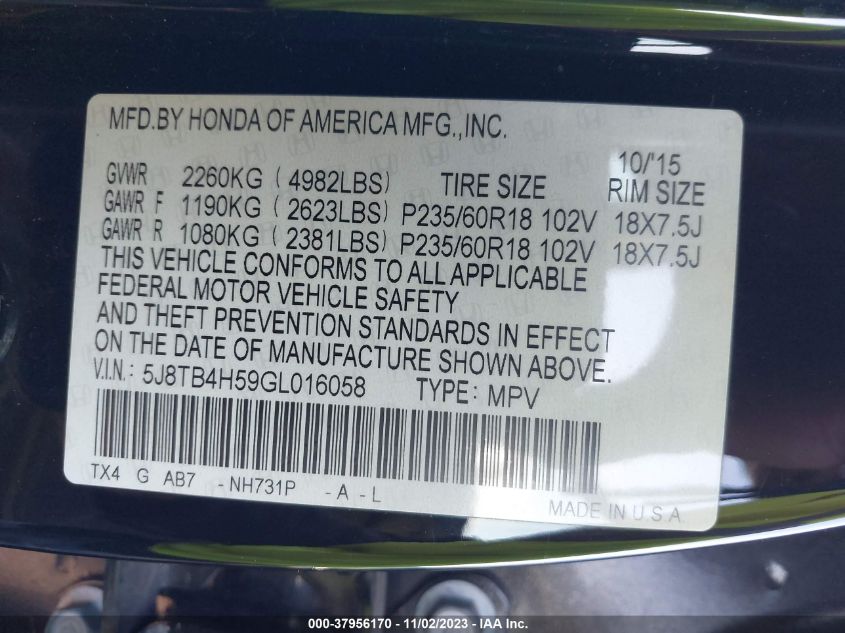 MFD.BY HONDA OF AMERICA MFG.,INC.
10/'15
GVWR 2260KG ( 4982LBS) TIRE SIZE RIM SIZE
GAWR F 1190KG ( 2623LBS) P235/60R18 102V 18X7.5J
GAWR R 1080KG ( 2381LBS) P235/60R18 102V 18X7.5J
THIS VEHICLE CONFORMS TO ALL APPLICABLE
FEDERAL MOTOR VEHICLE SAFETY
AND THEFT PREVENTION STANDARDS IN EFFECT
ON THE DATE OF MANUFACTURE SHOWN ABOVE.
V.I.N.: 5J8TB4H59GL016058 TYPE: MPV
TX4 G AB7 -NH731P -A-L
MADE IN U.S.A.
000-37956170 - 11/02/2023 - IAA Inc.